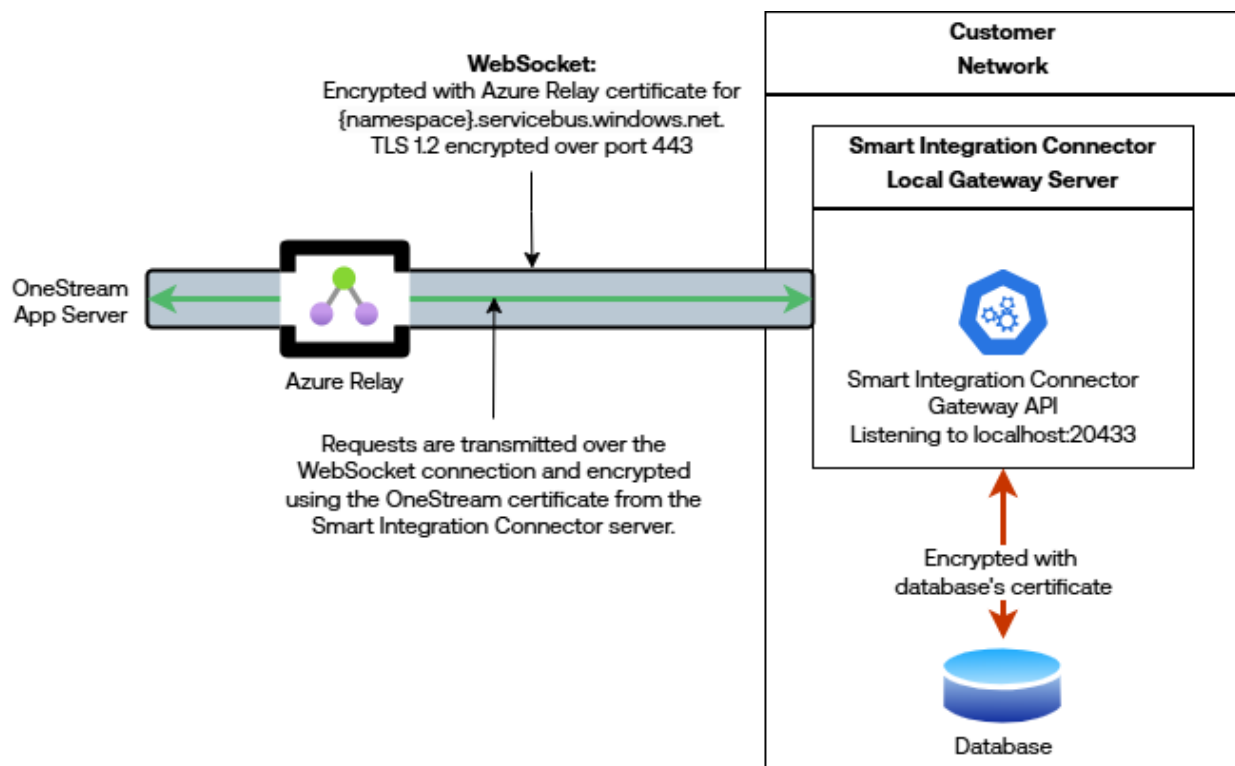 Customer
Network
WebSocket:
Encrypted with Azure Relay certificate for
{namespace}.servicebus.windows.net.
TLS 1.2 encrypted over port 443
Smart Integration Connector
Local Gateway Server
OneStream
App Server
Azure Relay
Smart Integration Connector
Gateway API
Listening to localhost:20433
Requests are transmitted over the
WebSocket connection and encrypted
using the OneStream certificate from the
Smart Integration Connector server.
Encrypted with
database's certificate
Database